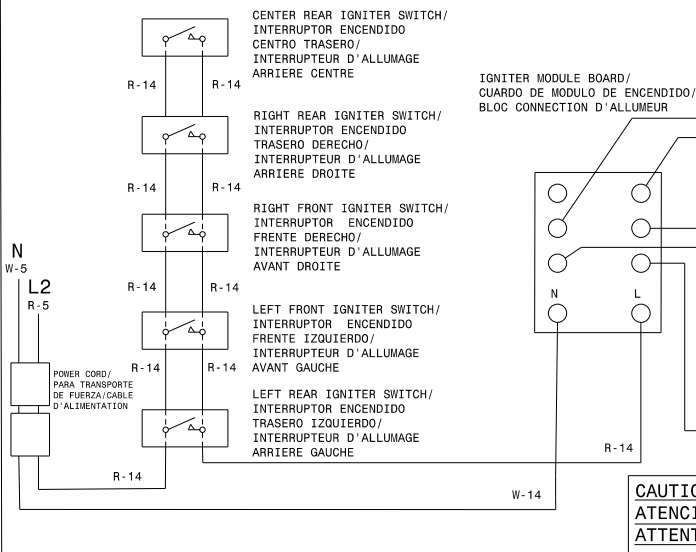 CENTER REAR IGNITER SWITCH/
INTERRUPTOR ENCENDIDO
CENTRO TRASERO/
INTERRUPTEUR D'ALLUMAGE
ARRIERE CENTRE
R-14
R-14
IGNITER MODULE BOARD/
CUARDO DE MODULO DE ENCENDIDO/
BLOC CONNECTION D'ALLUMEUR
RIGHT REAR IGNITER SWITCH/
INTERRUPTOR ENCENDIDO
TRASERO DERECHO/
INTERRUPTEUR D'ALLUMAGE
ARRIERE DROITE
R-14
R-14
RIGHT FRONT IGNITER SWITCH/
INTERRUPTOR ENCENDIDO
FRENTE DERECHO/
INTERRUPTEUR D'ALLUMAGE
AVANT DROITE
N
W-5
L2
R-5
R-14
R-14
N
L
LEFT FRONT IGNITER SWITCH/
INTERRUPTOR ENCENDIDO
FRENTE IZQUIERDO/
INTERRUPTEUR D'ALLUMAGE
AVANT GAUCHE
R-14
R-14
POWER CORD/
PARA TRANSPORTE
DE FUERZA/CABLE
D'ALIMENTATION
LEFT REAR IGNITER SWITCH/
INTERRUPTOR ENCENDIDO
TRASERO IZQUIERDO/
INTERRUPTEUR D'ALLUMAGE
ARRIERE GAUCHE
R-14
R-14
W-14
CAUTIO
ATENCI
ATTENT